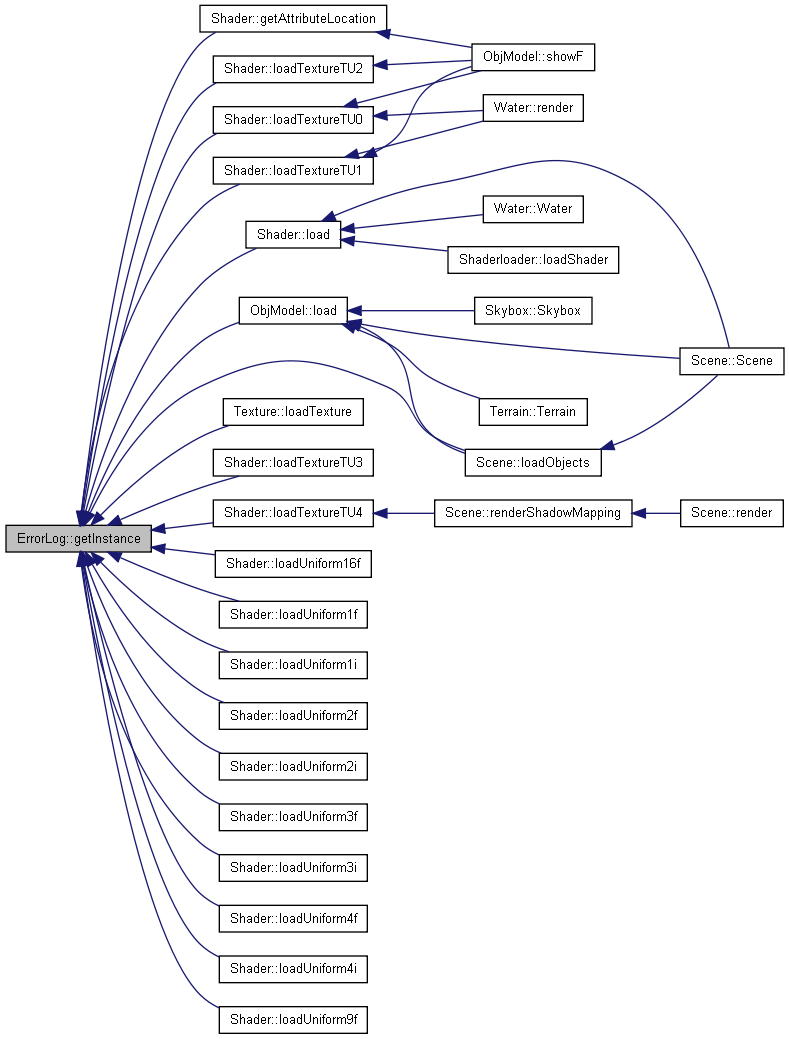 Shader::getAttributeLocation
ObjModel::showF
Shader::loadTextureTU2
Water::render
Shader::loadTextureTU0
Shader::loadTextureTU1
Water::Water
Shader::load
Shaderloader::loadShader
ObjModel::load
Skybox::Skybox
Scene::Scene
Texture::loadTexture
Terrain::Terrain
Shader::loadTextureTU3
Scene::loadObjects
Shader::loadTextureTU4
Scene::renderShadowMapping
Scene::render
ErrorLog::getInstance
Shader::loadUniform16f
Shader::loadUniform1f
Shader::loadUniform1i
Shader::loadUniform2f
Shader::loadUniform2i
Shader::loadUniform3f
Shader::loadUniform3i
Shader::loadUniform4f
Shader::loadUniform4i
Shader::loadUniform9f